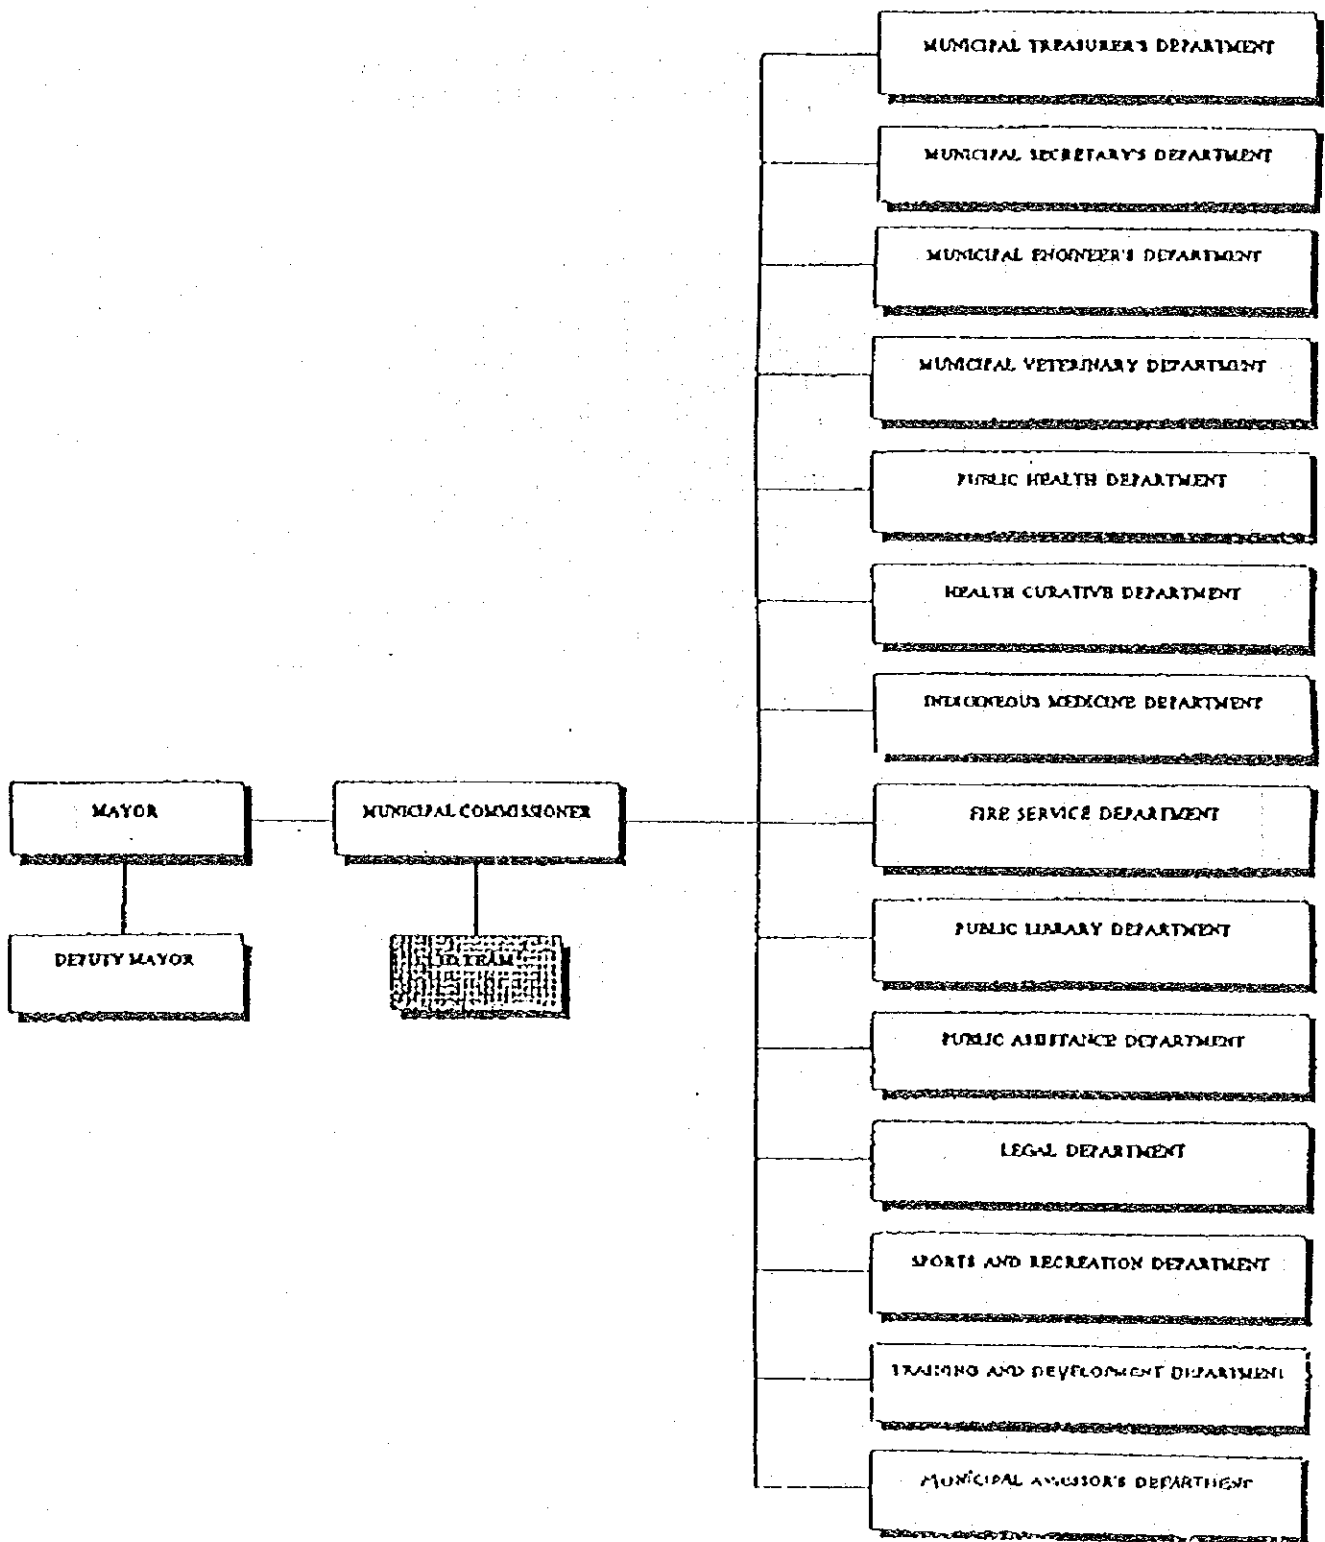 MUNICIPAL TREASURER'S DEPARTMENT
MUNICIPAL SECRETARY'S DEPARTMENT
MUNICIPAL ENGINEER'S DEPARTMENT
MUNICIPAL VETERINARY DEPARTMENT
PUBLIC HEALTH DEPARTMENT
HEALTH CURATIVE DEPARTMENT
INDIGENEOUS MEDICINE DEPARTMENT
MAYOR
MUNICIPAL COMMISSIONER
FIRE SERVICE DEPARTMENT
PUBLIC LIBRARY DEPARTMENT
DEPUTY MAYOR
TEAM
PUBLIC ASSISTANCE DEPARTMENT
LEGAL DEPARTMENT
SPORTS AND RECREATION DEPARTMENT
TRAINING AND DEVELOPMENT DEPARTMENT
MUNICIPAL ASSESSOR'S DEPARTMENT